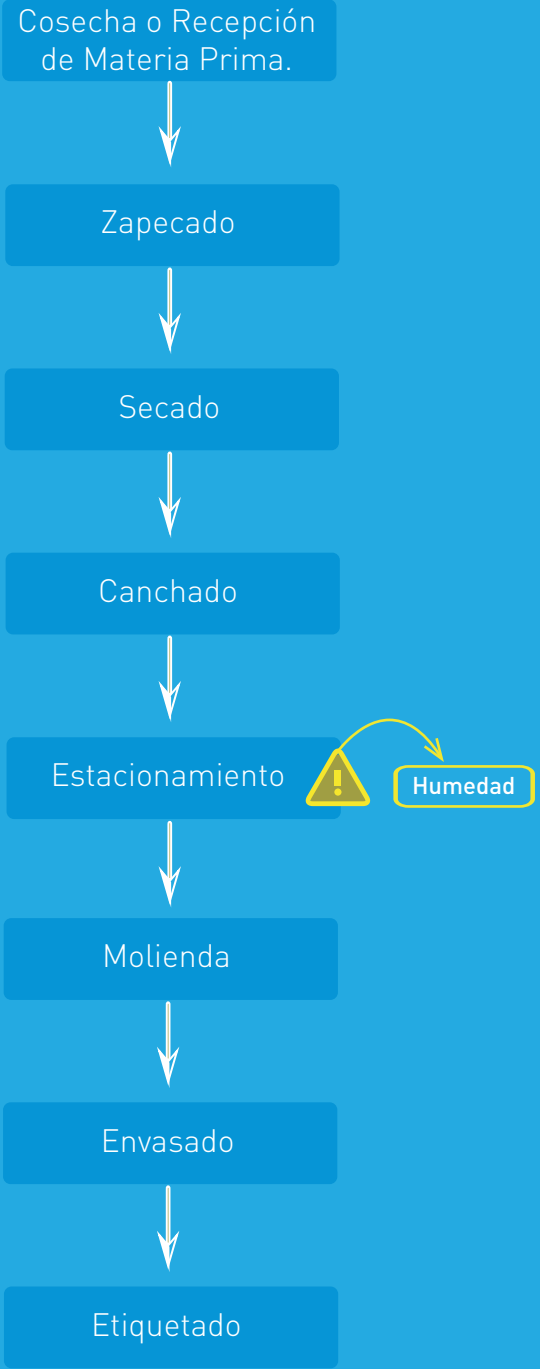 Cosecha o Recepción
de Materia Prima.
Zapecado
Secado
Canchado
Estacionamiento
Humedad
Molienda
Envasado
Etiquetado